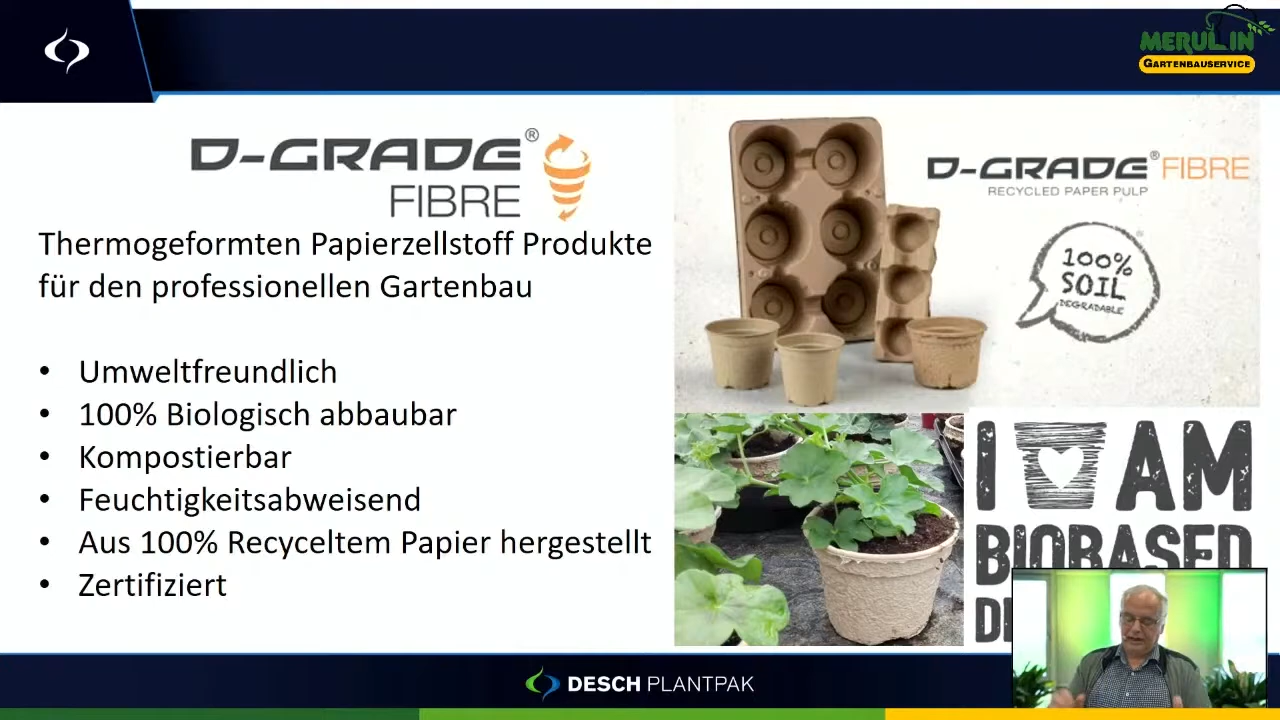 MERULIN
GARTENBAUSERVICE
D-GRADE®
FIBRE
Thermogeformten Papierzellstoff Produkte
für den professionellen Gartenbau
• Umweltfreundlich
• 100% Biologisch abbaubar
• Kompostierbar
• Feuchtigkeitsabweisend
• Aus 100% Recyceltem Papier hergestellt
• Zertifiziert
D-GRADE® FIBRE
RECYCLED PAPER PULP
100%
SOIL
DEGRADABLE
I AM
BIOBASED
DESCH PLANTPAK